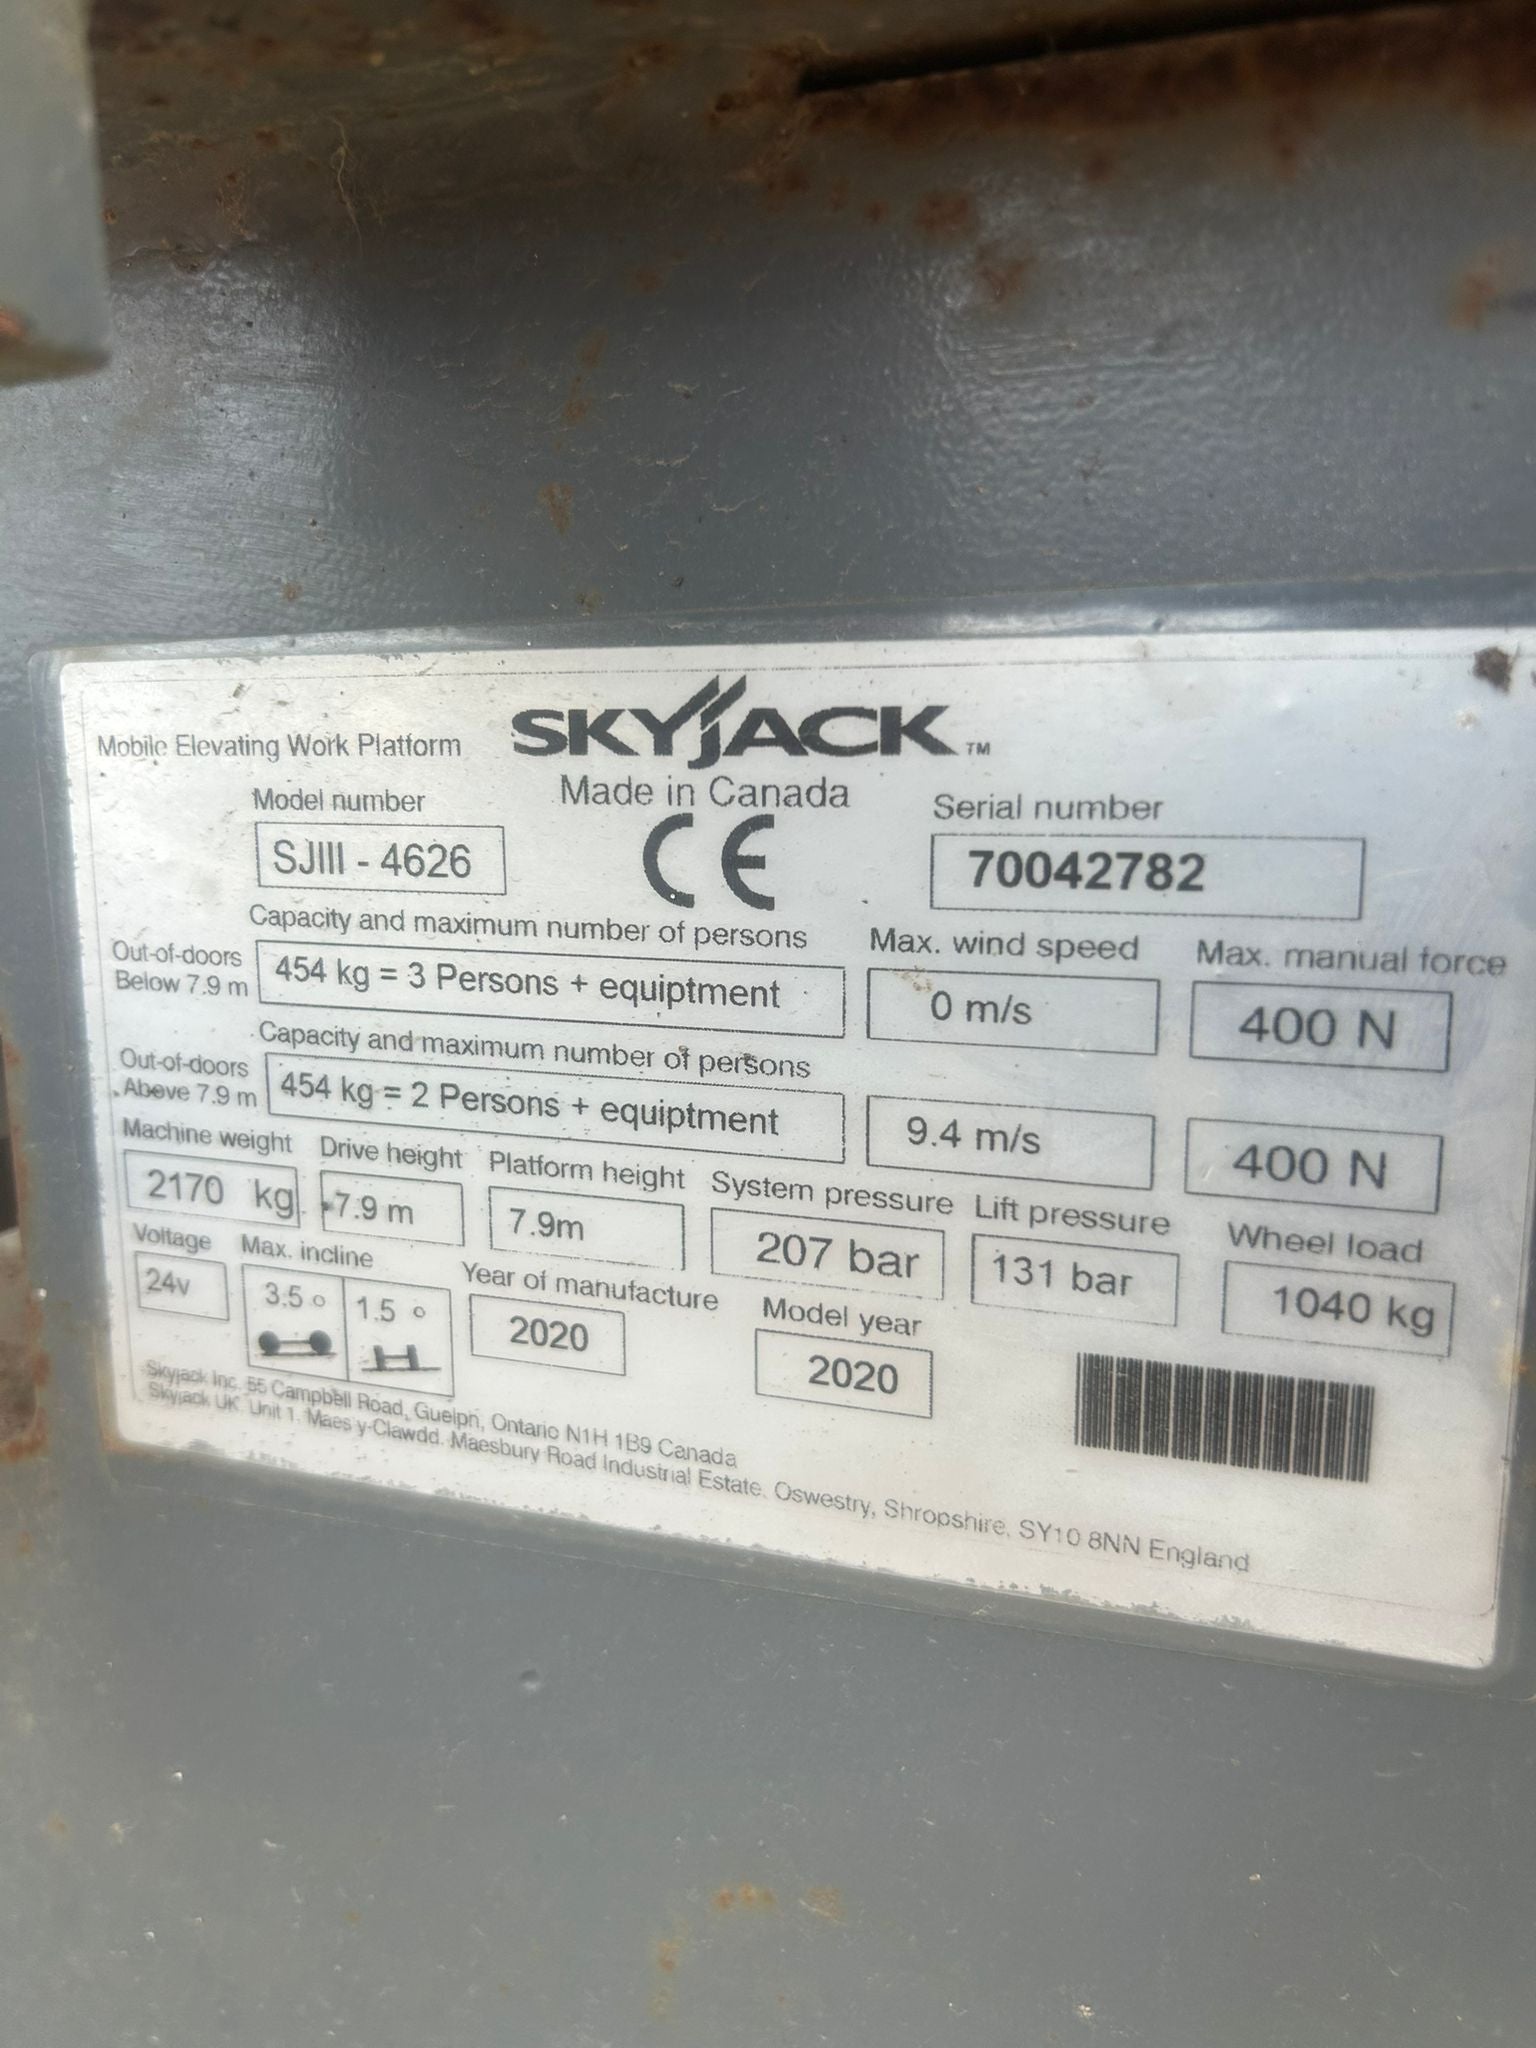 SKYJACK™
Mobile Elevating Work Platform
Made in Canada
Model number
SJIII - 4626
CE
Serial number
70042782
Capacity and maximum number of persons
Max. wind speed
Max. manual force
Out-of-doors
Below 7.9 m
454 kg = 3 Persons + equiptment
0 m/s
400 N
Capacity and maximum number of persons
Out-of-doors
Above 7.9 m
454 kg = 2 Persons + equiptment
9.4 m/s
400 N
Machine weight
Drive height
Platform height
System pressure
Lift pressure
Wheel load
2170 kg
7.9 m
7.9m
207 bar
131 bar
1040 kg
Voltage
Max. incline
Year of manufacture
Model year
24v
3.5 o
1.5 o
2020
2020
Skyjack Inc. 55 Campbell Road, Guelph, Ontario N1H 1B9 Canada
Skyjack UK. Unit 1. Maes y-Clawdd. Maesbury Road Industrial Estate. Oswestry, Shropshire, SY10 8NN England